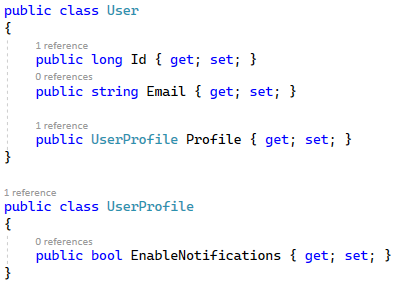 public class User
{
1 reference
public long Id { get; set; }
0 references
public string Email { get; set; }
1 reference
public UserProfile Profile { get; set; }
}
1 reference
public class UserProfile
{
0 references
public bool EnableNotifications { get; set; }
}